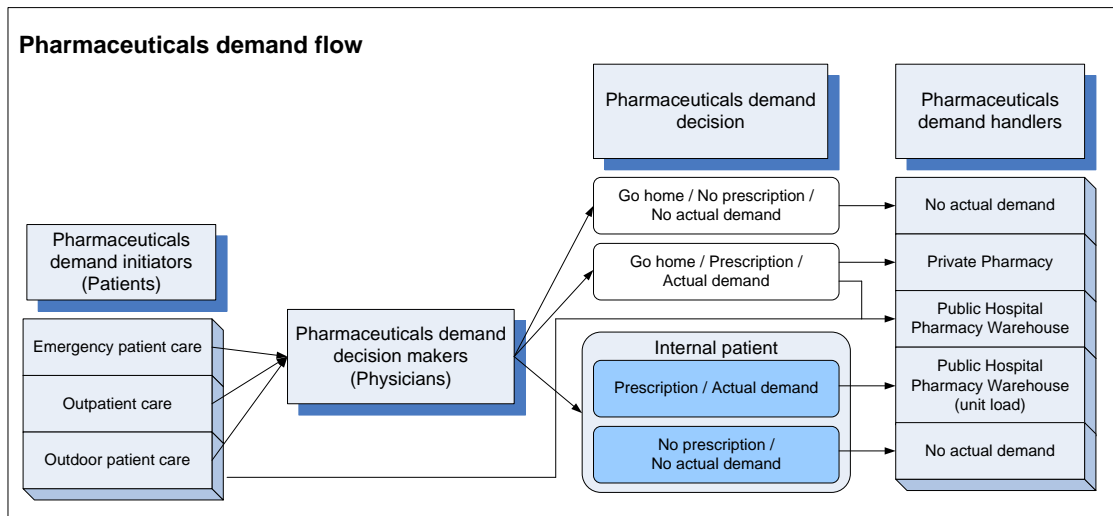 Pharmaceuticals demand flow
Pharmaceuticals
demand initiators
(Patients)
Emergency patient care
Outpatient care
Outdoor patient care
Pharmaceuticals demand
decision makers
(Physicians)
Pharmaceuticals demand
decision
Go home / No prescription /
No actual demand
Go home / Prescription /
Actual demand
Internal patient
Prescription / Actual demand
No prescription /
No actual demand
Pharmaceuticals
demand handlers
No actual demand
Private Pharmacy
Public Hospital
Pharmacy Warehouse
Public Hospital
Pharmacy Warehouse
(unit load)
No actual demand